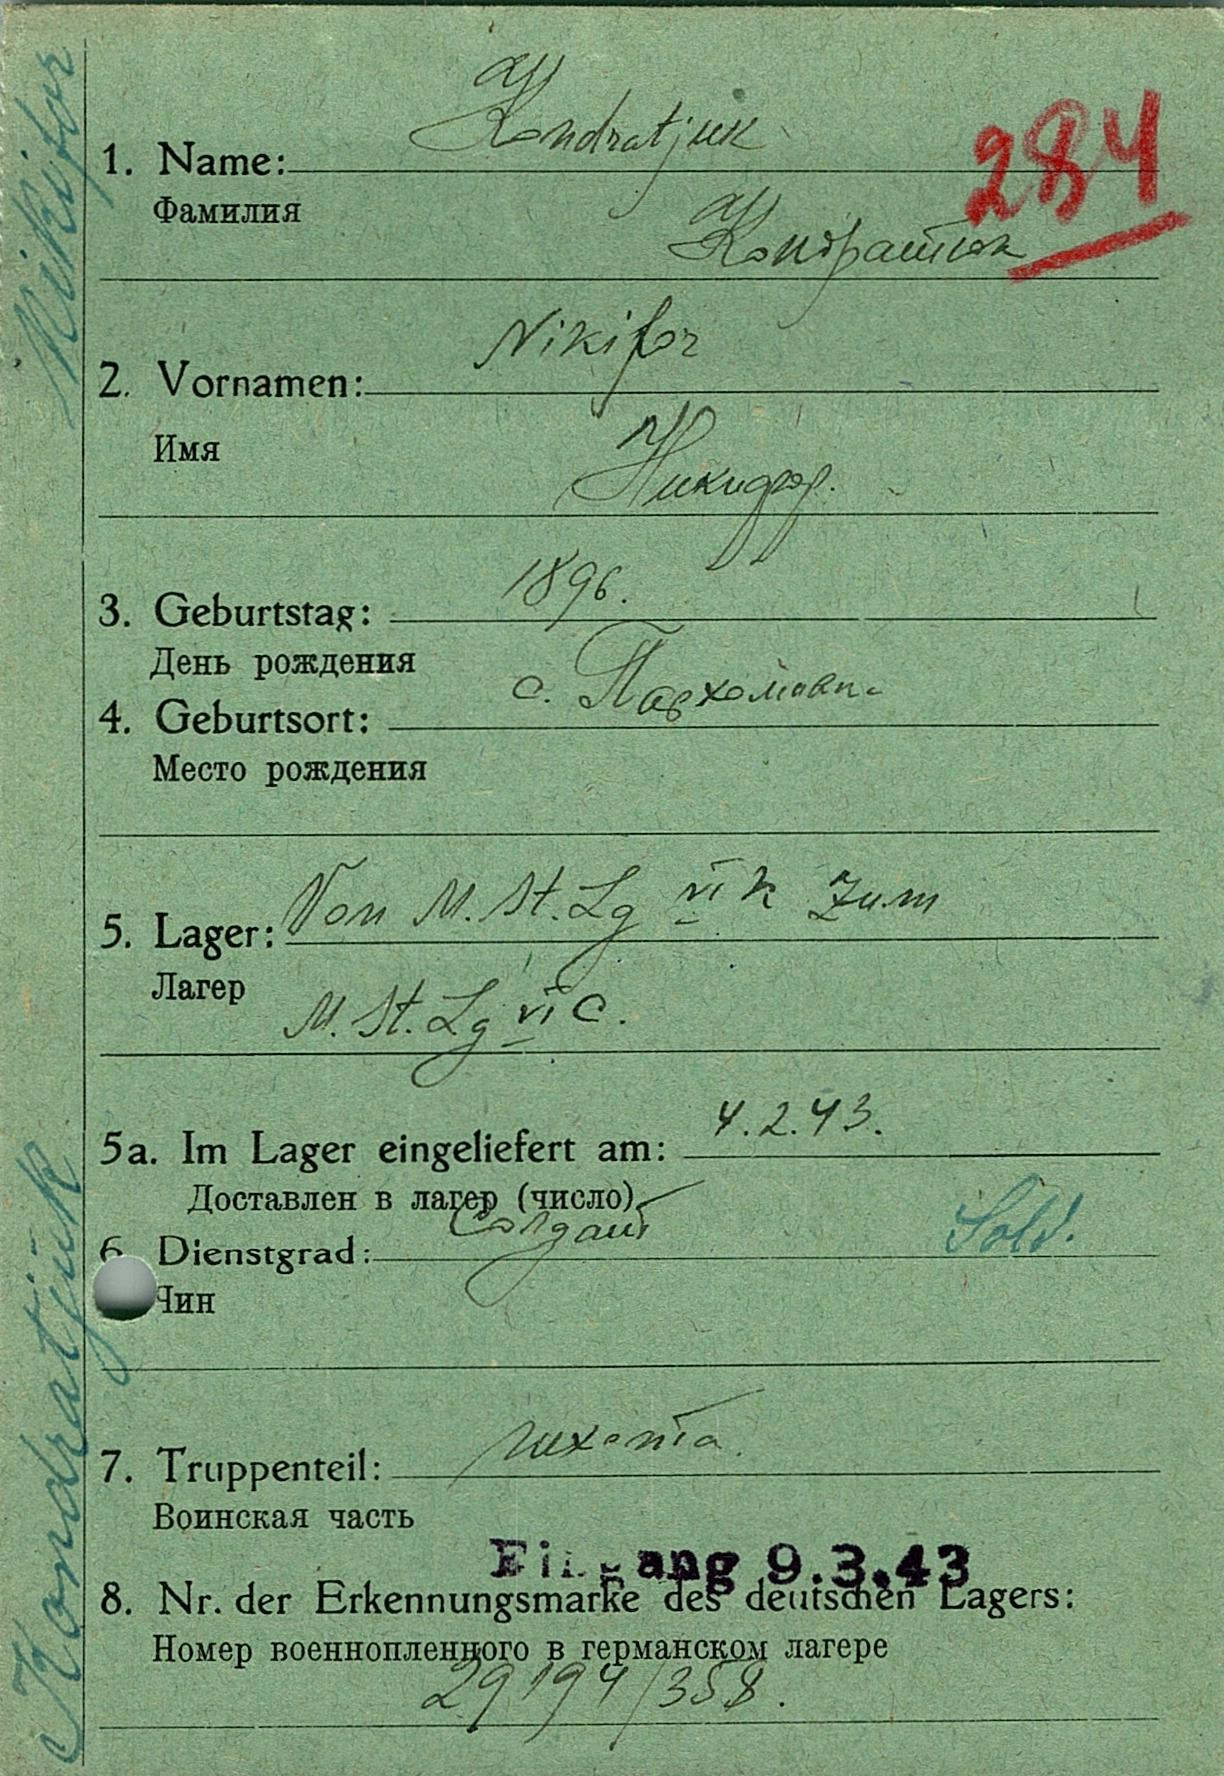 Kondratjuk
1. Name:
284
Фамилия
Кондратюк
Nikifor
2. Vornamen:
Имя
Никифор.
1896.
3. Geburtstag:
День рождения
с. Пархомовк.
4. Geburtsort:
Место рождения
Von M. St. Lg VI K zum
5. Lager:
Лагер
M. St. Lg VI C.
4.2.43.
5a. Im Lager eingeliefert am:
Доставлен в лагер (число)
Солдат
Sold.
6. Dienstgrad:
Чин
пехота.
7. Truppenteil:
Воинская часть
Eingang 9.3.43
8. Nr. der Erkennungsmarke des deutschen Lagers:
Номер военнопленного в германском лагере
29194/358.
Kondratjuk Nikifor